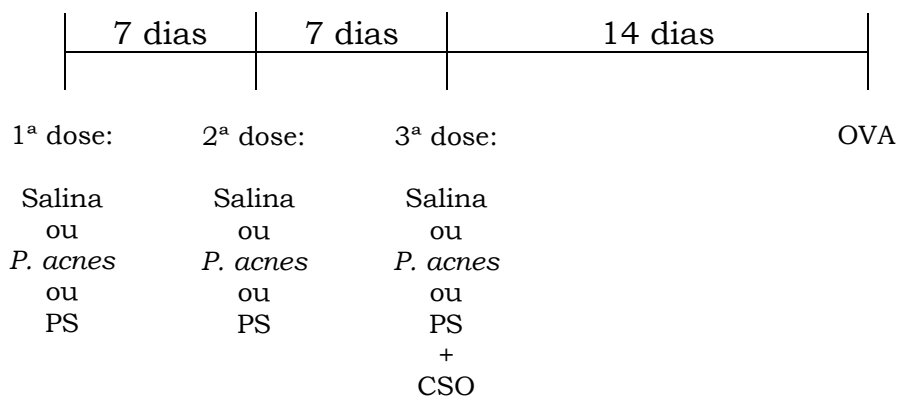 7 dias 7 dias 14 dias
1ª dose: 2ª dose: 3ª dose: OVA
Salina Salina Salina
ou ou ou
P. acnes P. acnes P. acnes
ou ou ou
PS PS PS
+
CSO